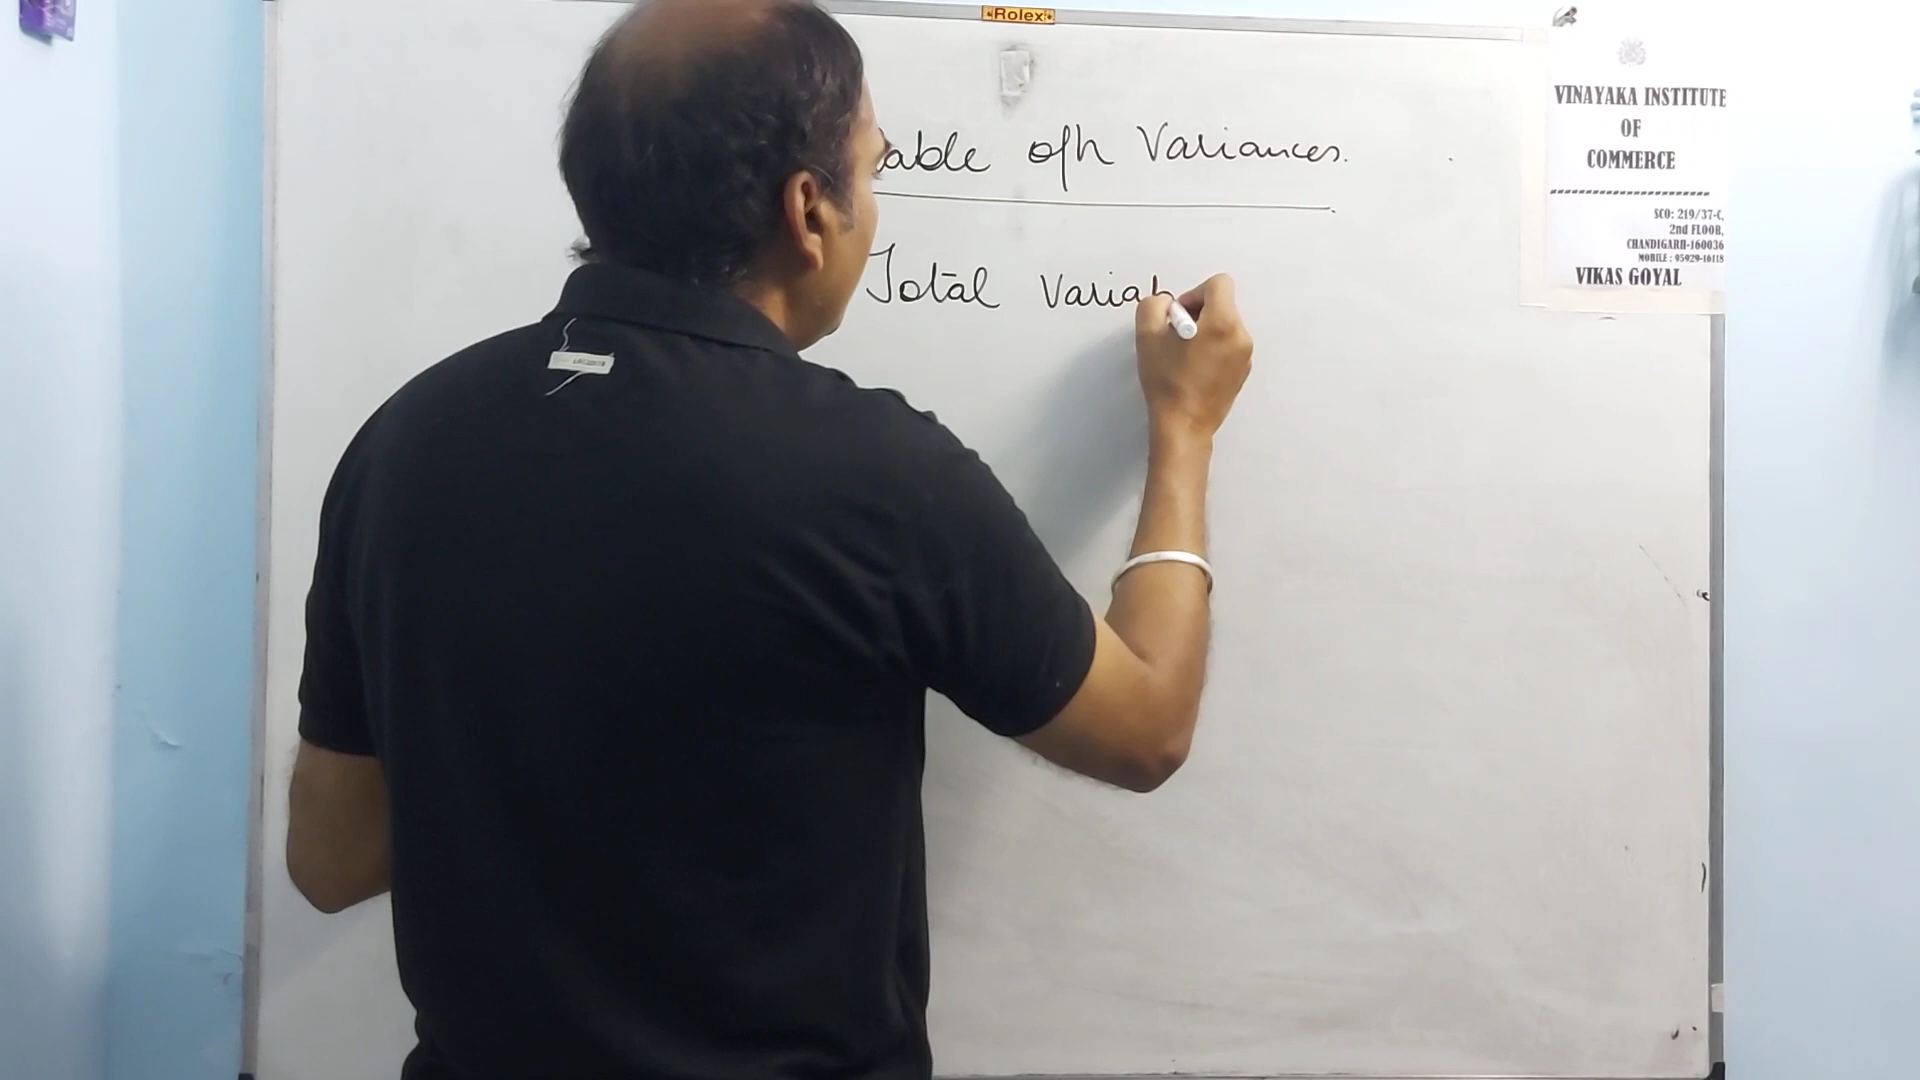 Rolex
able ofh Variances.
Total Variab
VINAYAKA INSTITUTE
OF
COMMERCE
SCO: 219/37-C,
2nd FLOOR,
CHANDIGARH-160036
MOBILE : 95929-16118
VIKAS GOYAL